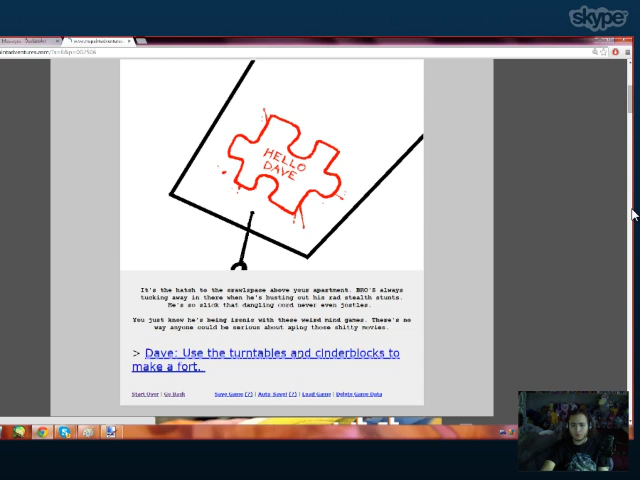 skype
HELLO
DAVE
It's the hatch to the crawlspace above your apartment. BRO'S always
tucking away in there when he's busting out his rad stealth stunts.
He's so slick that dangling cord never even jostles.
You just know he's being ironic with these weird mind games. There's no
way anyone could be serious about aping those shitty movies.
> Dave: Use the turntables and cinderblocks to
make a fort.
Start Over | Go Back Save Game [?] | Auto Save! [?] | Load Game | Delete Game Data